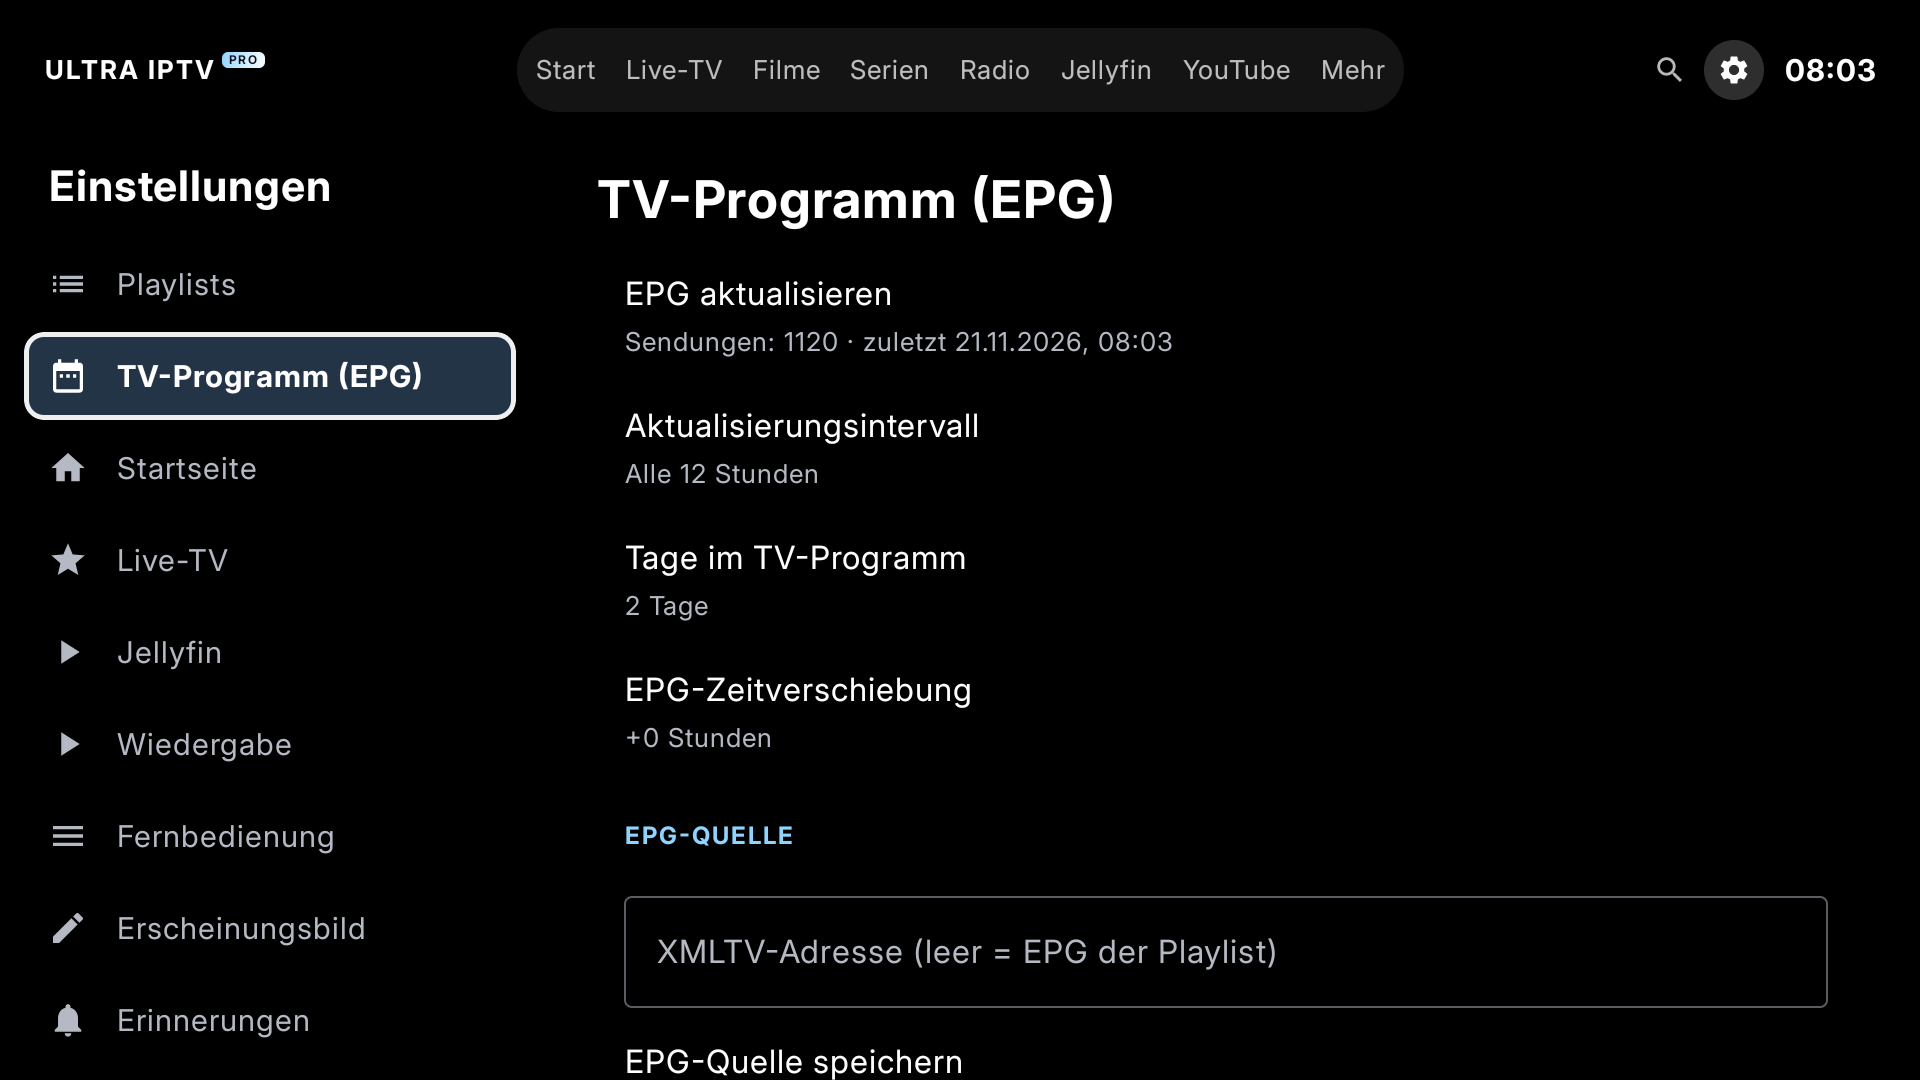 ULTRA IPTV PRO
Start Live-TV Filme Serien Radio Jellyfin YouTube Mehr
08:03
Einstellungen
Playlists
TV-Programm (EPG)
Startseite
Live-TV
Jellyfin
Wiedergabe
Fernbedienung
Erscheinungsbild
Erinnerungen
TV-Programm (EPG)
EPG aktualisieren
Sendungen: 1120 · zuletzt 21.11.2026, 08:03
Aktualisierungsintervall
Alle 12 Stunden
Tage im TV-Programm
2 Tage
EPG-Zeitverschiebung
+0 Stunden
EPG-QUELLE
XMLTV-Adresse (leer = EPG der Playlist)
EPG-Quelle speichern